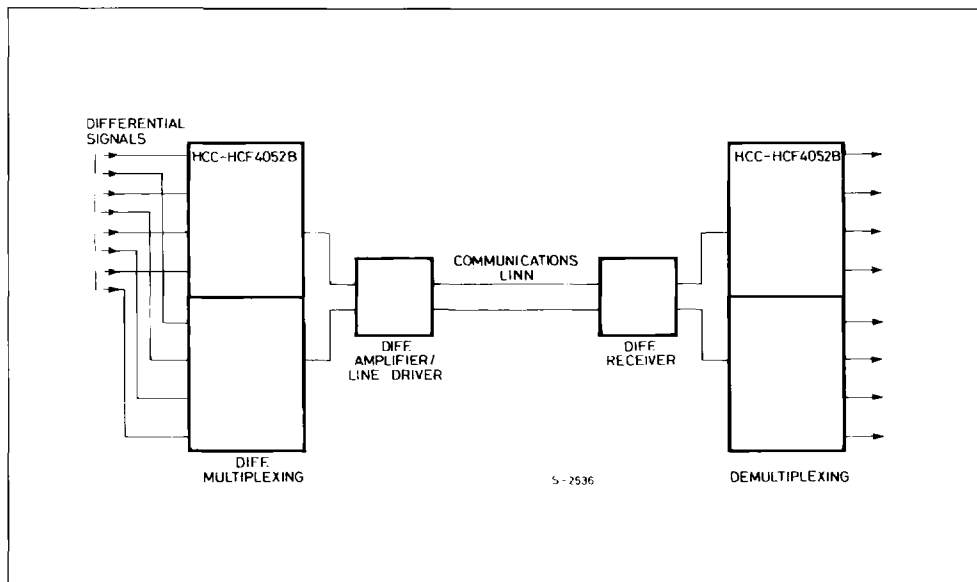 DIFFERENTIAL
SIGNALS
HCC-HCF4052B
HCC-HCF4052B
COMMUNICATIONS
LINN
DIFF.
AMPLIFIER/
LINE DRIVER
DIFF.
RECEIVER
DIFF.
MULTIPLEXING
S-2536
DEMULTIPLEXING